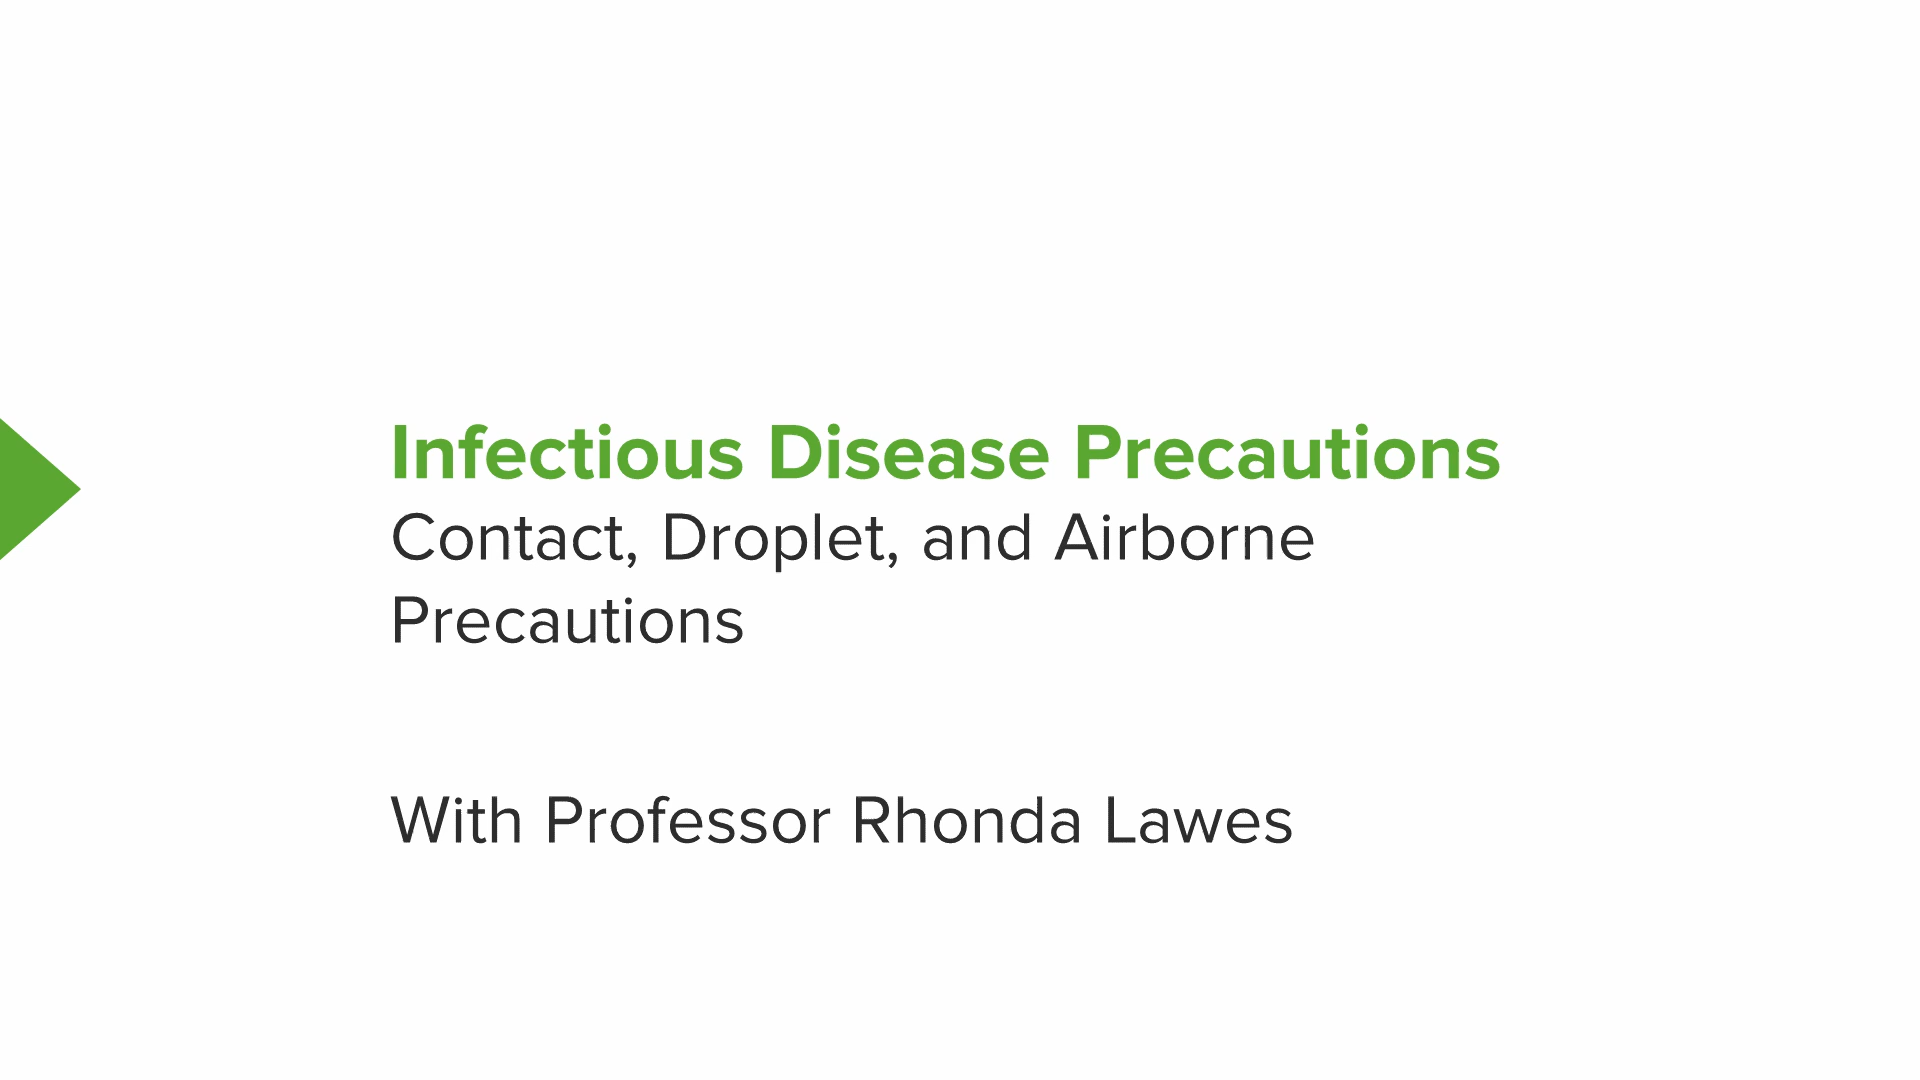 Infectious Disease Precautions
Contact, Droplet, and Airborne
Precautions
With Professor Rhonda Lawes